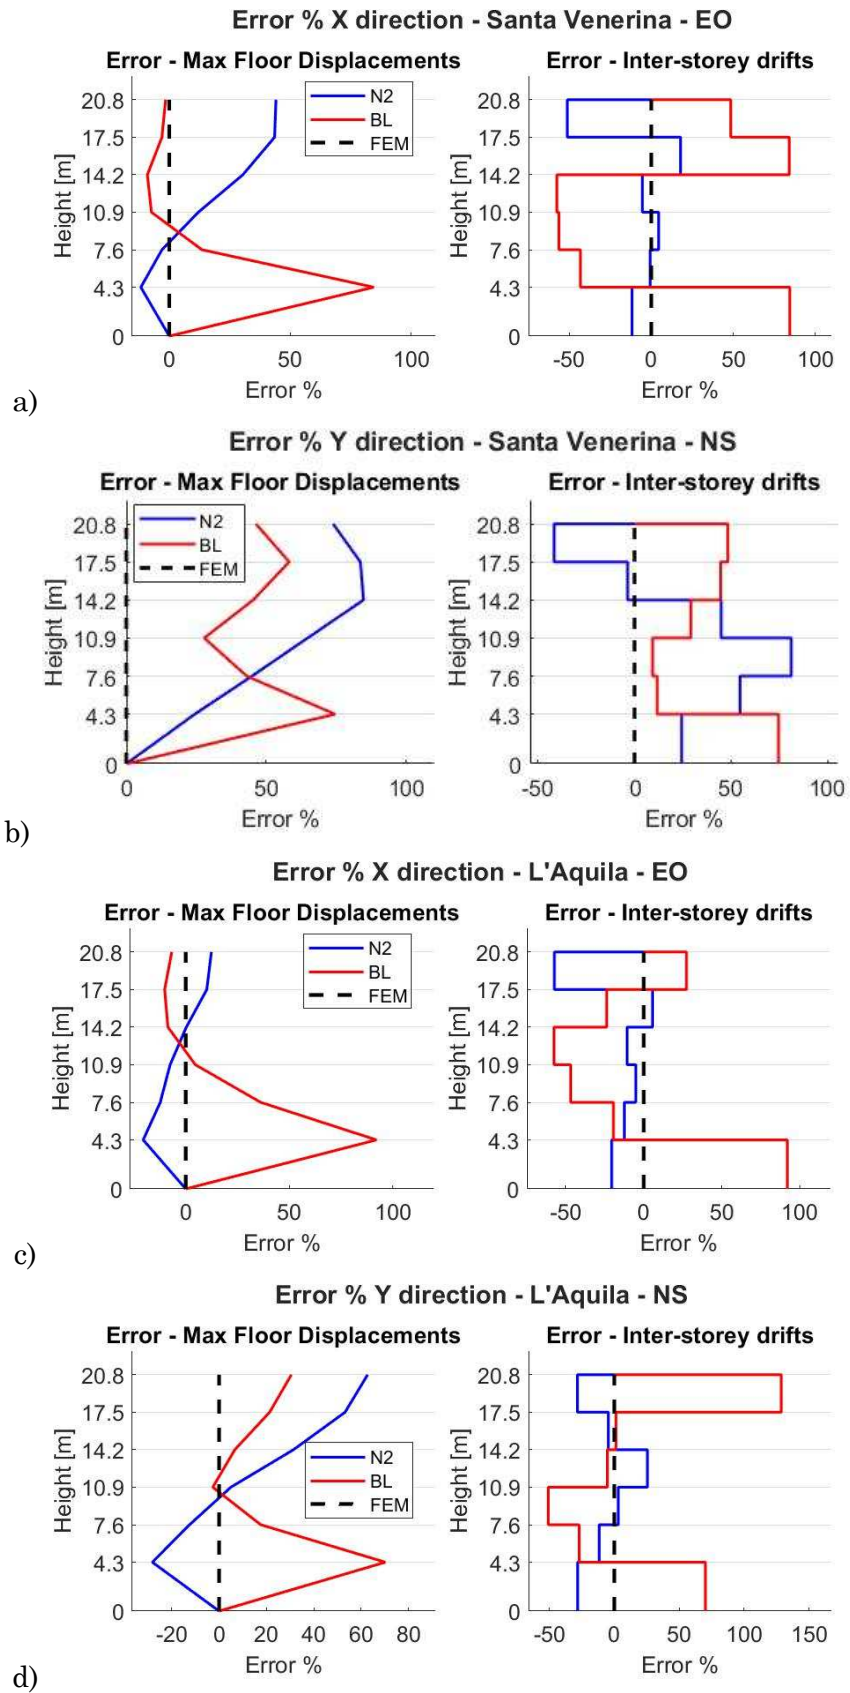 Error % X direction - Santa Venerina - EO
Error - Max Floor Displacements
Error - Inter-storey drifts
N2
BL
FEM
Height [m]
20.8
17.5
14.2
10.9
7.6
4.3
0
0 50 100
Error %
20.8
17.5
14.2
10.9
7.6
4.3
0
-50 0 50 100
Error %
a)
Error % Y direction - Santa Venerina - NS
Error - Max Floor Displacements
Error - Inter-storey drifts
N2
BL
FEM
Height [m]
20.8
17.5
14.2
10.9
7.6
4.3
0
0 50 100
Error %
Height [m]
20.8
17.5
14.2
10.9
7.6
4.3
0
-50 0 50 100
Error %
b)
Error % X direction - L'Aquila - EO
Error - Max Floor Displacements
Error - Inter-storey drifts
N2
BL
FEM
Height [m]
20.8
17.5
14.2
10.9
7.6
4.3
0
0 50 100
Error %
Height [m]
20.8
17.5
14.2
10.9
7.6
4.3
0
-50 0 50 100
Error %
c)
Error % Y direction - L'Aquila - NS
Error - Max Floor Displacements
Error - Inter-storey drifts
N2
BL
FEM
Height [m]
20.8
17.5
14.2
10.9
7.6
4.3
0
-20 0 20 40 60 80
Error %
Height [m]
20.8
17.5
14.2
10.9
7.6
4.3
0
-50 0 50 100 150
Error %
d)